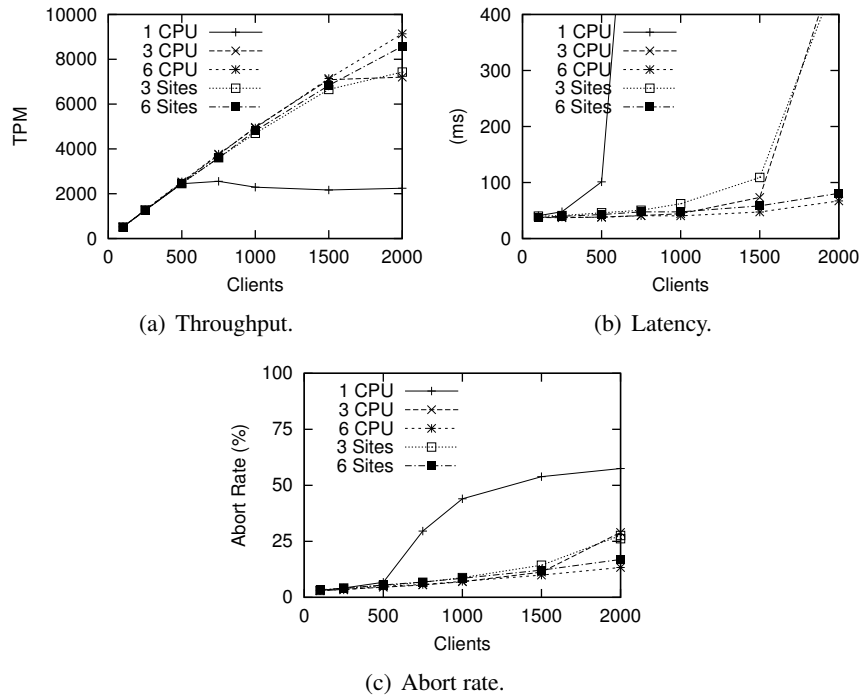 10000
8000
6000
4000
2000
0
TPM
1 CPU
3 CPU
6 CPU
3 Sites
6 Sites
0 500 1000 1500 2000
Clients
(a) Throughput.
400
300
200
100
0
(ms)
1 CPU
3 CPU
6 CPU
3 Sites
6 Sites
0 500 1000 1500 2000
Clients
(b) Latency.
100
75
50
25
0
Abort Rate (%)
1 CPU
3 CPU
6 CPU
3 Sites
6 Sites
0 500 1000 1500 2000
Clients
(c) Abort rate.